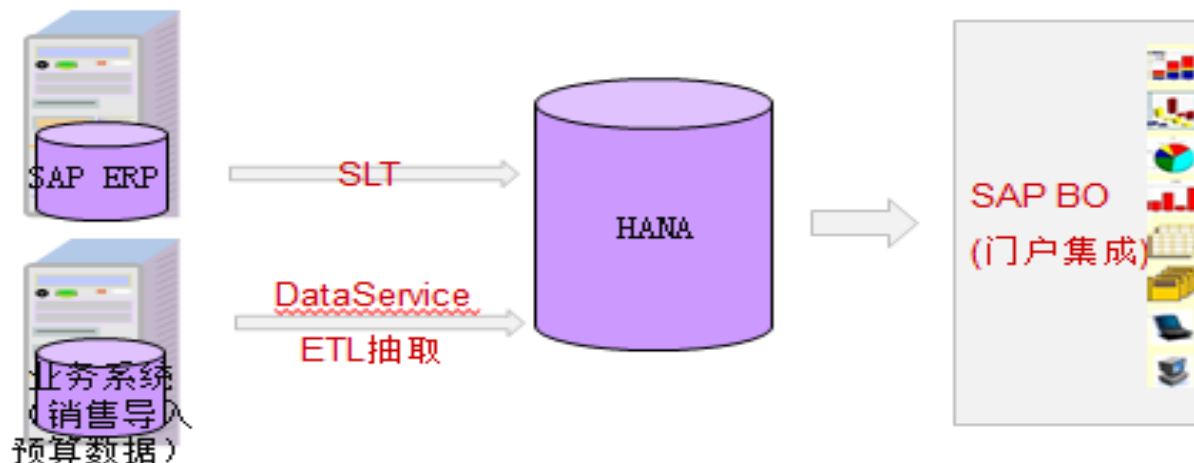 SAP ERP
SLT
HANA
SAP BO
(门户集成)
DataService
ETL抽取
业务系统
(销售导入
预算数据)